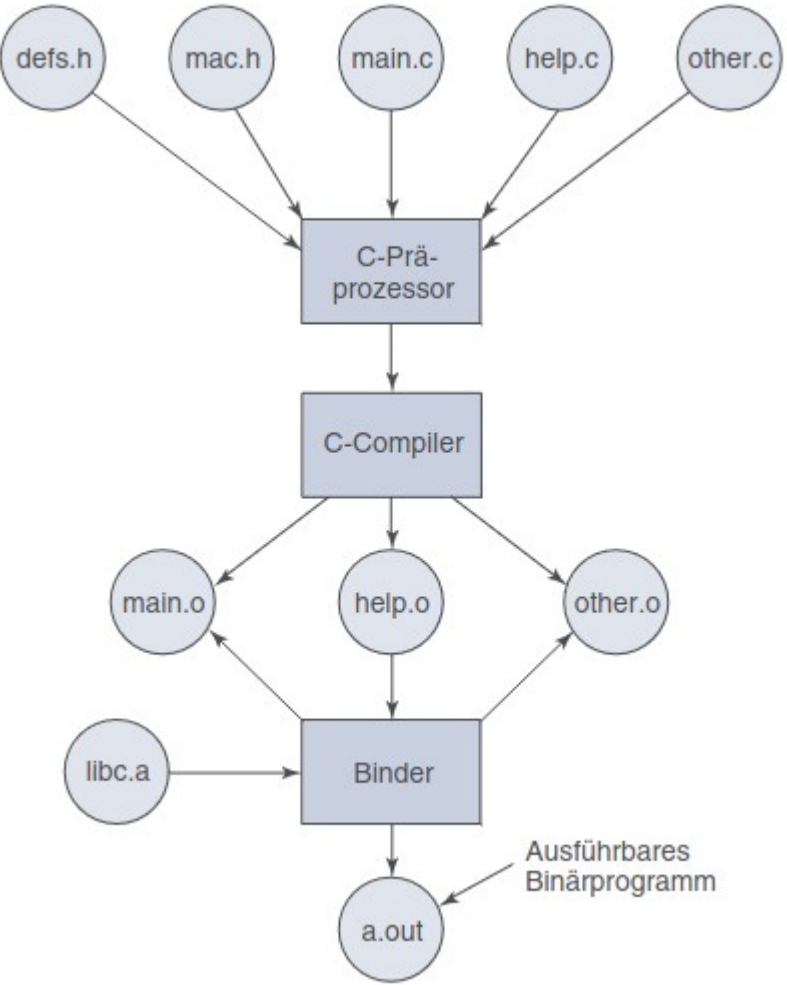 defs.h
mac.h
main.c
help.c
other.c
C-Prä-
prozessor
C-Compiler
main.o
help.o
other.o
libc.a
Binder
Ausführbares
Binärprogramm
a.out